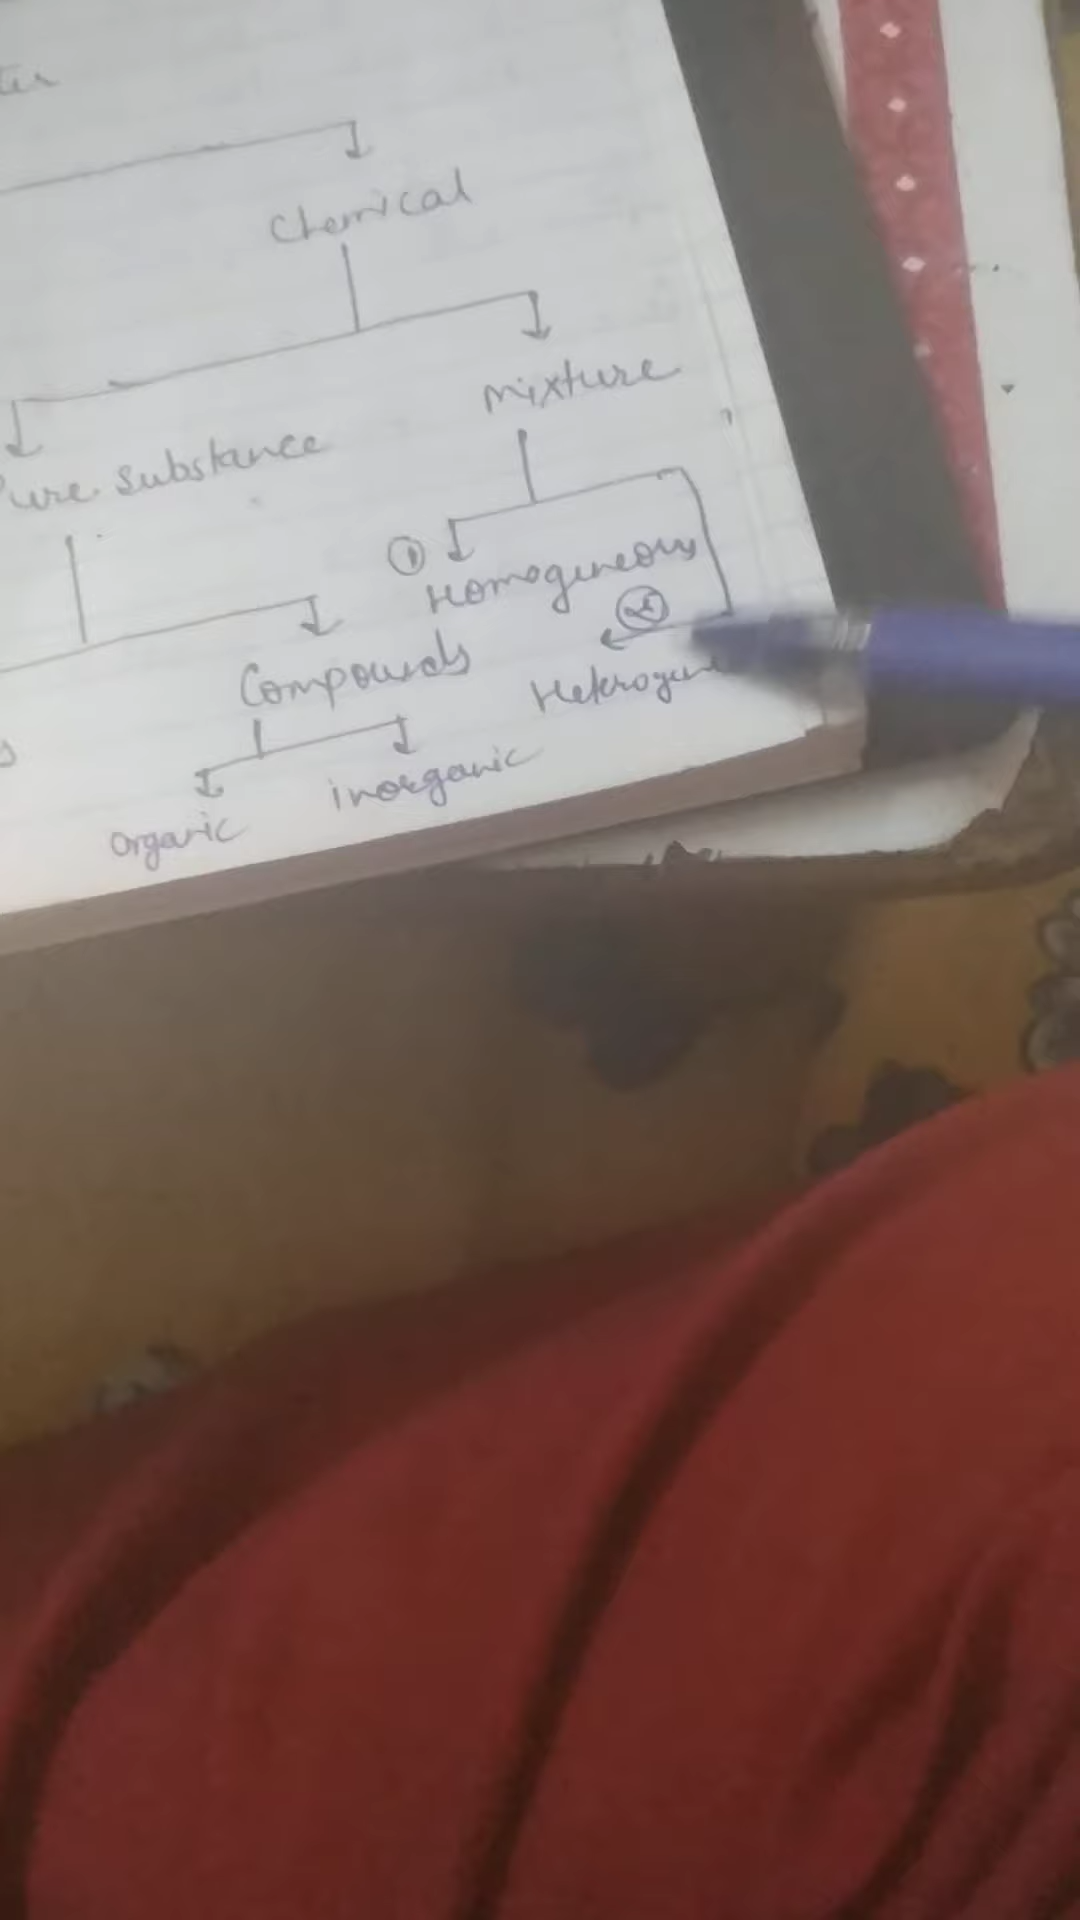 Chemical
mixture
Pure substance
① Homogeneous
②
Compounds
Heterogen
inorganic
Organic